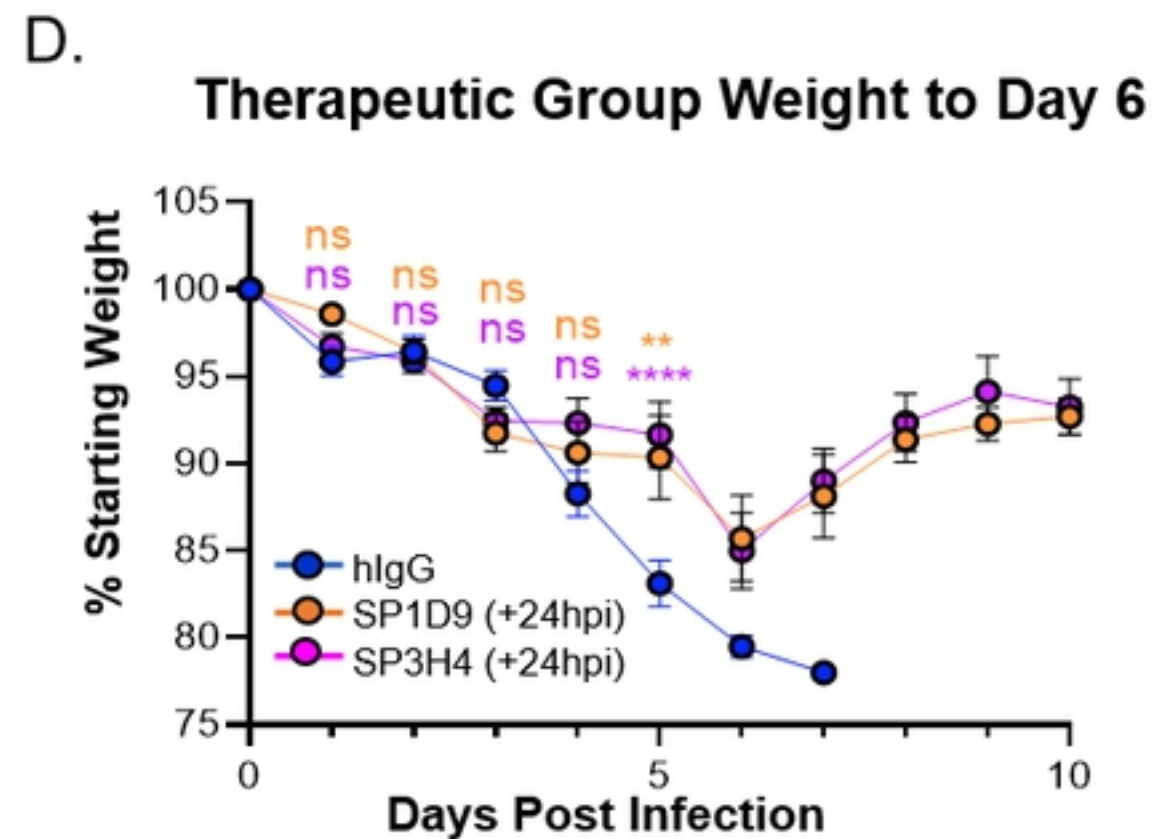 D.
Therapeutic Group Weight to Day 6
% Starting Weight
105
100
95
90
85
80
75
ns
ns
ns
ns
ns
ns
ns
ns
**
****
hIgG
SP1D9 (+24hpi)
SP3H4 (+24hpi)
0
5
10
Days Post Infection